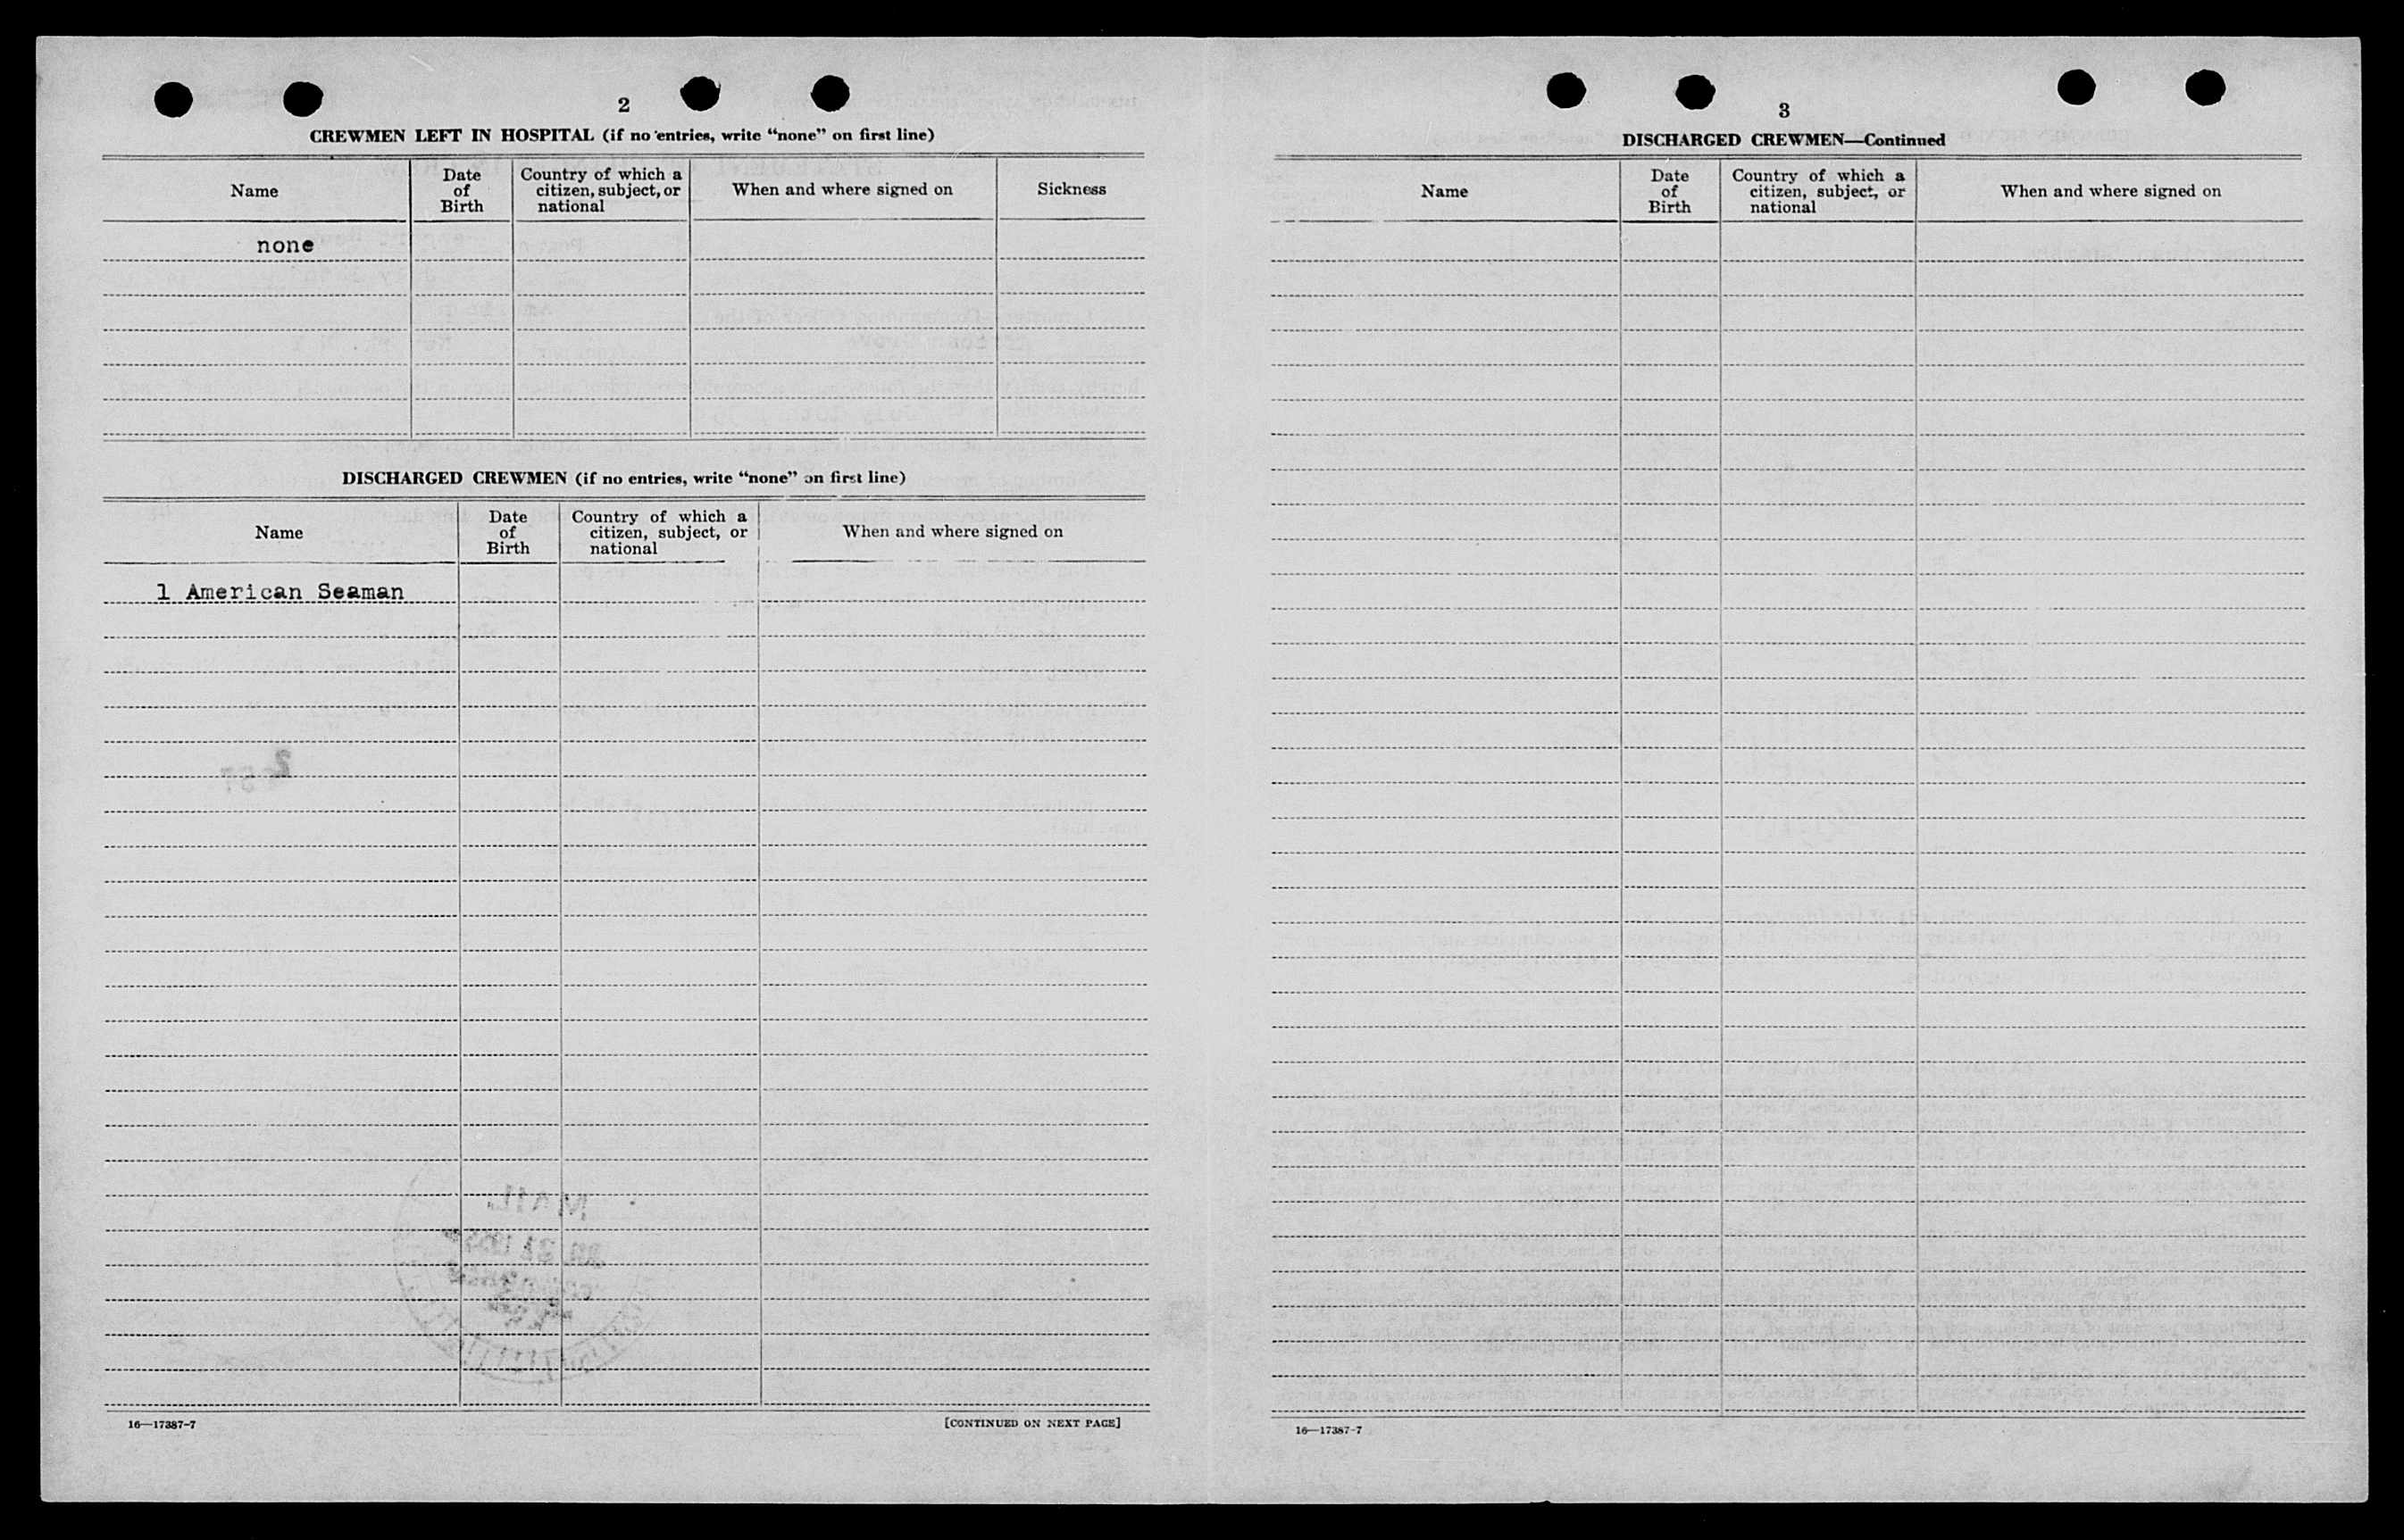 2
CREWMEN LEFT IN HOSPITAL (if no entries, write “none” on first line)
Name
Date of Birth
Country of which a citizen, subject, or national
When and where signed on
Sickness
none
DISCHARGED CREWMEN (if no entries, write “none” on first line)
Name
Date of Birth
Country of which a citizen, subject, or national
When and where signed on
1 American Seaman
16—17387-7
[CONTINUED ON NEXT PAGE]
3
DISCHARGED CREWMEN—Continued
Name
Date of Birth
Country of which a citizen, subject, or national
When and where signed on
16—17387-7